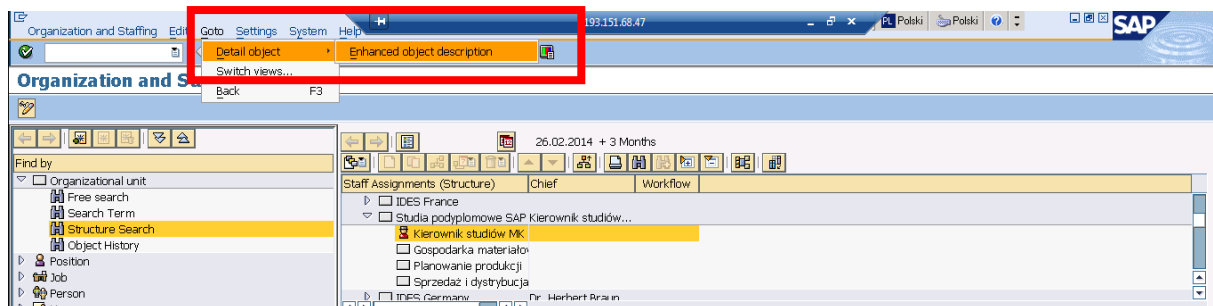 193.151.68.47
PL Polski Polski
SAP
Organization and Staffing Edit Goto Settings System Help
Detail object Enhanced object description
Switch views...
Back F3
Organization and S
26.02.2014 + 3 Months
Find by
Staff Assignments (Structure) Chief Workflow
Organizational unit
Free search
Search Term
Structure Search
Object History
Position
Job
Person
IDES France
Studia podyplomowe SAP Kierownik studiów...
Kierownik studiów MK
Gospodarka materiało
Planowanie produkcji
Sprzedaż i dystrybucja
IDES Germany Dr. Herbert Braun